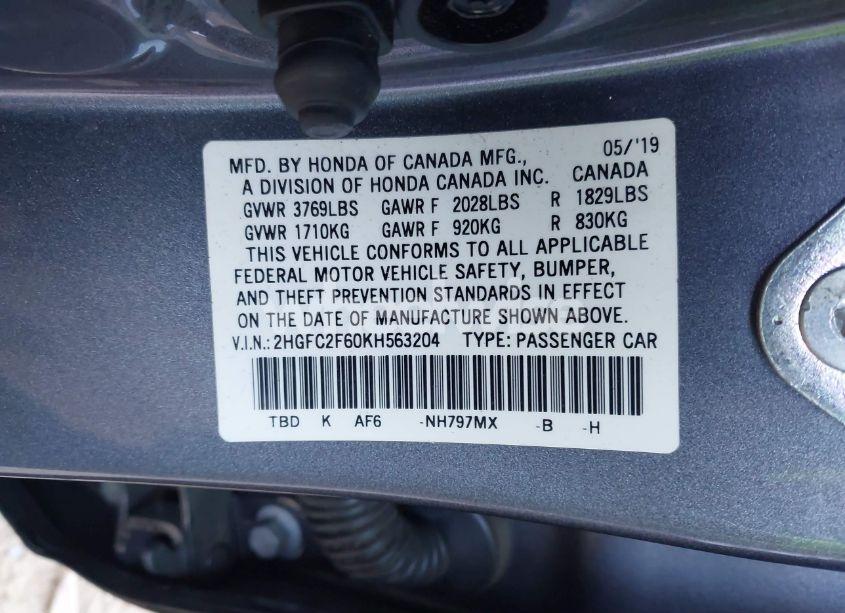 05/'19
MFD. BY HONDA OF CANADA MFG.,
A DIVISION OF HONDA CANADA INC. CANADA
GVWR 3769LBS GAWR F 2028LBS R 1829LBS
GVWR 1710KG GAWR F 920KG R 830KG
THIS VEHICLE CONFORMS TO ALL APPLICABLE
FEDERAL MOTOR VEHICLE SAFETY, BUMPER,
AND THEFT PREVENTION STANDARDS IN EFFECT
ON THE DATE OF MANUFACTURE SHOWN ABOVE.
V.I.N.: 2HGFC2F60KH563204 TYPE: PASSENGER CAR
TBD K AF6 -NH797MX -B -H